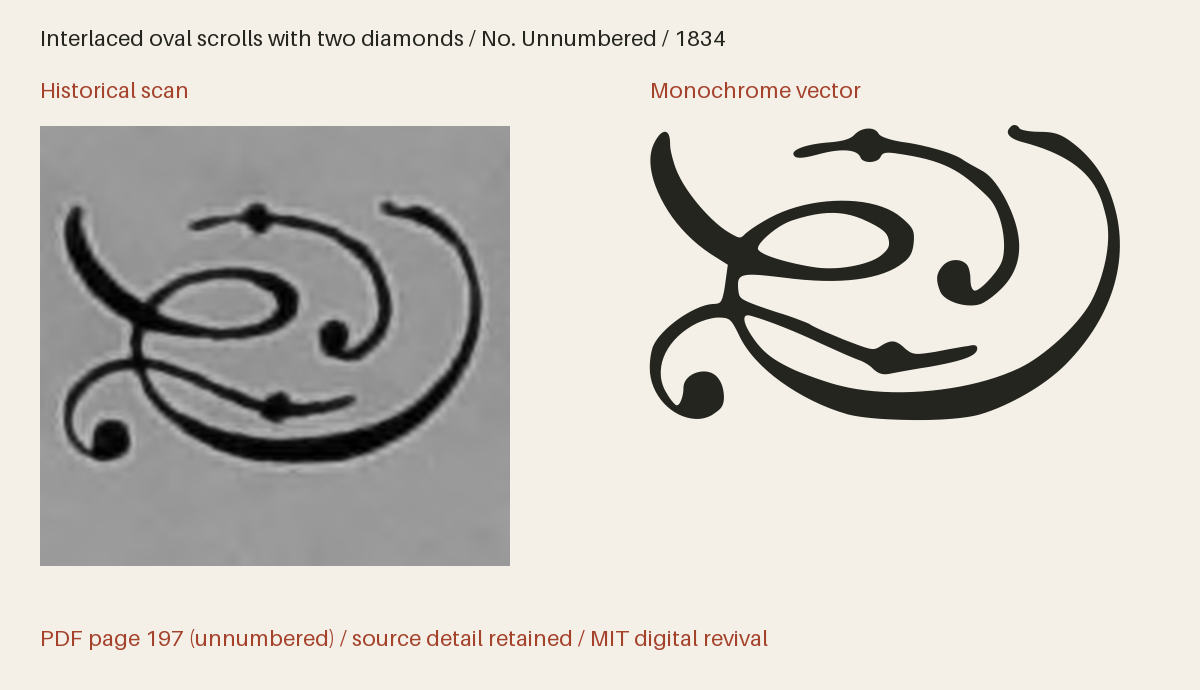 Interlaced oval scrolls with two diamonds / No. Unnumbered / 1834
Historical scan
Monochrome vector
PDF page 197 (unnumbered) / source detail retained / MIT digital revival